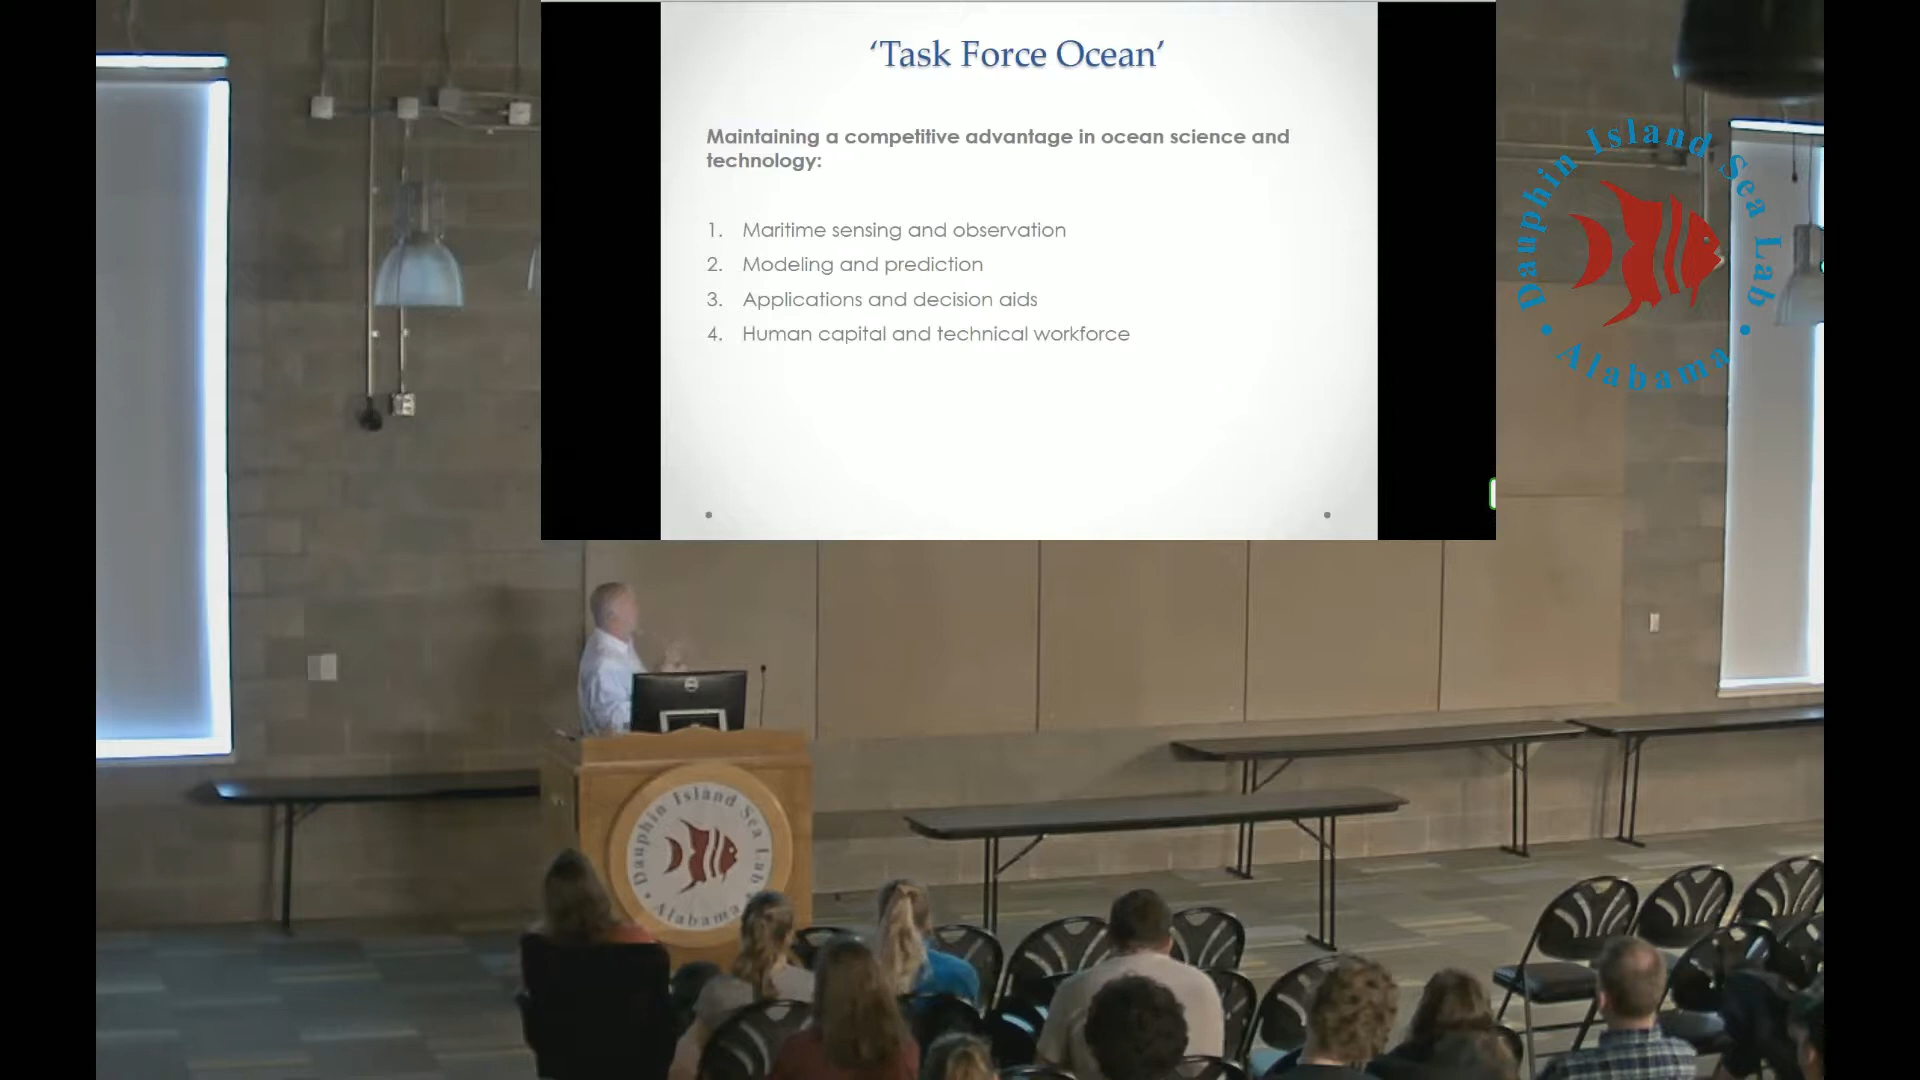 ‘Task Force Ocean’
Maintaining a competitive advantage in ocean science and
technology:
1. Maritime sensing and observation
2. Modeling and prediction
3. Applications and decision aids
4. Human capital and technical workforce
Dauphin Island Sea Lab
• Alabama •
Dauphin Island Sea Lab
• Alabama